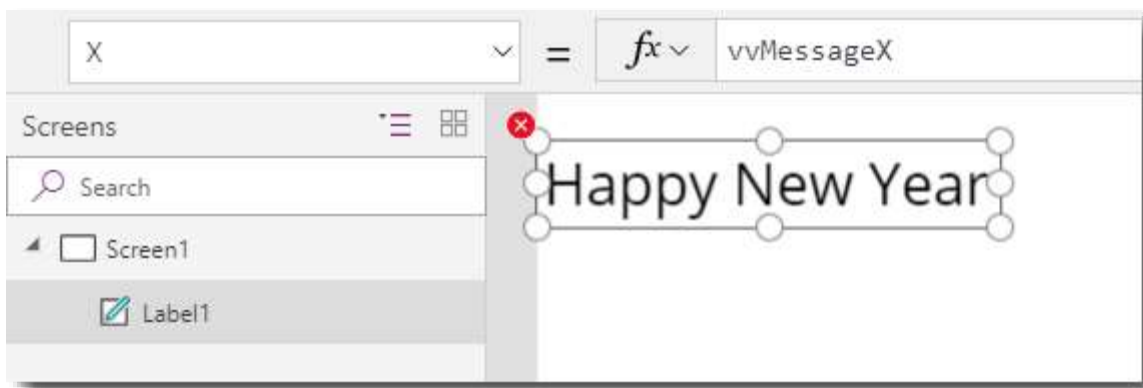 X = fx vvMessageX
Screens
Search
Screen1
Label1
Happy New Year